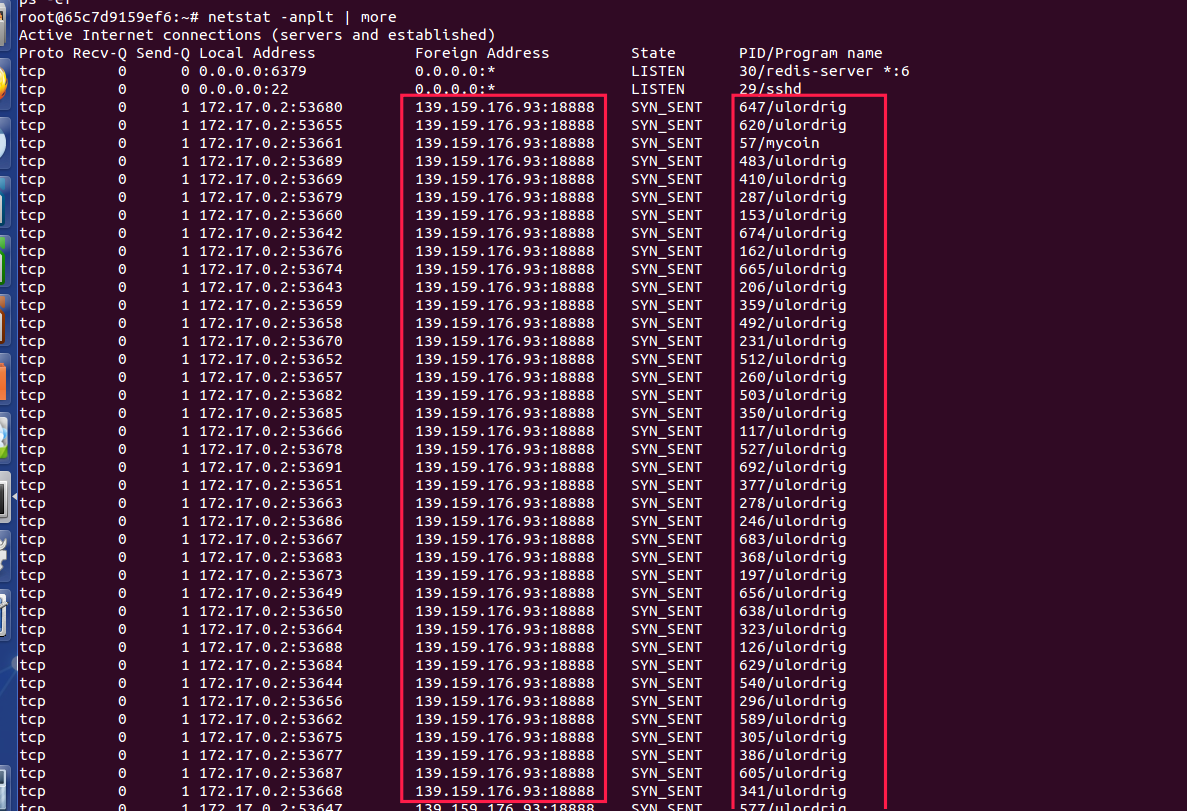 ps -ef
root@65c7d9159ef6:~# netstat -anplt | more
Active Internet connections (servers and established)
Proto Recv-Q Send-Q Local Address Foreign Address State PID/Program name
tcp 0 0 0.0.0.0:6379 0.0.0.0:* LISTEN 30/redis-server *:6
tcp 0 0 0.0.0.0:22 0.0.0.0:* LISTEN 29/sshd
tcp 0 1 172.17.0.2:53680 139.159.176.93:18888 SYN_SENT 647/ulordrig
tcp 0 1 172.17.0.2:53655 139.159.176.93:18888 SYN_SENT 620/ulordrig
tcp 0 1 172.17.0.2:53661 139.159.176.93:18888 SYN_SENT 57/mycoin
tcp 0 1 172.17.0.2:53689 139.159.176.93:18888 SYN_SENT 483/ulordrig
tcp 0 1 172.17.0.2:53669 139.159.176.93:18888 SYN_SENT 410/ulordrig
tcp 0 1 172.17.0.2:53679 139.159.176.93:18888 SYN_SENT 287/ulordrig
tcp 0 1 172.17.0.2:53660 139.159.176.93:18888 SYN_SENT 153/ulordrig
tcp 0 1 172.17.0.2:53642 139.159.176.93:18888 SYN_SENT 674/ulordrig
tcp 0 1 172.17.0.2:53676 139.159.176.93:18888 SYN_SENT 162/ulordrig
tcp 0 1 172.17.0.2:53674 139.159.176.93:18888 SYN_SENT 665/ulordrig
tcp 0 1 172.17.0.2:53643 139.159.176.93:18888 SYN_SENT 206/ulordrig
tcp 0 1 172.17.0.2:53659 139.159.176.93:18888 SYN_SENT 359/ulordrig
tcp 0 1 172.17.0.2:53658 139.159.176.93:18888 SYN_SENT 492/ulordrig
tcp 0 1 172.17.0.2:53670 139.159.176.93:18888 SYN_SENT 231/ulordrig
tcp 0 1 172.17.0.2:53652 139.159.176.93:18888 SYN_SENT 512/ulordrig
tcp 0 1 172.17.0.2:53657 139.159.176.93:18888 SYN_SENT 260/ulordrig
tcp 0 1 172.17.0.2:53682 139.159.176.93:18888 SYN_SENT 503/ulordrig
tcp 0 1 172.17.0.2:53685 139.159.176.93:18888 SYN_SENT 350/ulordrig
tcp 0 1 172.17.0.2:53666 139.159.176.93:18888 SYN_SENT 117/ulordrig
tcp 0 1 172.17.0.2:53678 139.159.176.93:18888 SYN_SENT 527/ulordrig
tcp 0 1 172.17.0.2:53691 139.159.176.93:18888 SYN_SENT 692/ulordrig
tcp 0 1 172.17.0.2:53651 139.159.176.93:18888 SYN_SENT 377/ulordrig
tcp 0 1 172.17.0.2:53663 139.159.176.93:18888 SYN_SENT 278/ulordrig
tcp 0 1 172.17.0.2:53686 139.159.176.93:18888 SYN_SENT 246/ulordrig
tcp 0 1 172.17.0.2:53667 139.159.176.93:18888 SYN_SENT 683/ulordrig
tcp 0 1 172.17.0.2:53683 139.159.176.93:18888 SYN_SENT 368/ulordrig
tcp 0 1 172.17.0.2:53673 139.159.176.93:18888 SYN_SENT 197/ulordrig
tcp 0 1 172.17.0.2:53649 139.159.176.93:18888 SYN_SENT 656/ulordrig
tcp 0 1 172.17.0.2:53650 139.159.176.93:18888 SYN_SENT 638/ulordrig
tcp 0 1 172.17.0.2:53664 139.159.176.93:18888 SYN_SENT 323/ulordrig
tcp 0 1 172.17.0.2:53688 139.159.176.93:18888 SYN_SENT 126/ulordrig
tcp 0 1 172.17.0.2:53684 139.159.176.93:18888 SYN_SENT 629/ulordrig
tcp 0 1 172.17.0.2:53644 139.159.176.93:18888 SYN_SENT 540/ulordrig
tcp 0 1 172.17.0.2:53656 139.159.176.93:18888 SYN_SENT 296/ulordrig
tcp 0 1 172.17.0.2:53662 139.159.176.93:18888 SYN_SENT 589/ulordrig
tcp 0 1 172.17.0.2:53675 139.159.176.93:18888 SYN_SENT 305/ulordrig
tcp 0 1 172.17.0.2:53677 139.159.176.93:18888 SYN_SENT 386/ulordrig
tcp 0 1 172.17.0.2:53687 139.159.176.93:18888 SYN_SENT 605/ulordrig
tcp 0 1 172.17.0.2:53668 139.159.176.93:18888 SYN_SENT 341/ulordrig
tcp 0 1 172.17.0.2:53647 139.159.176.93:18888 SYN_SENT 577/ulordrig